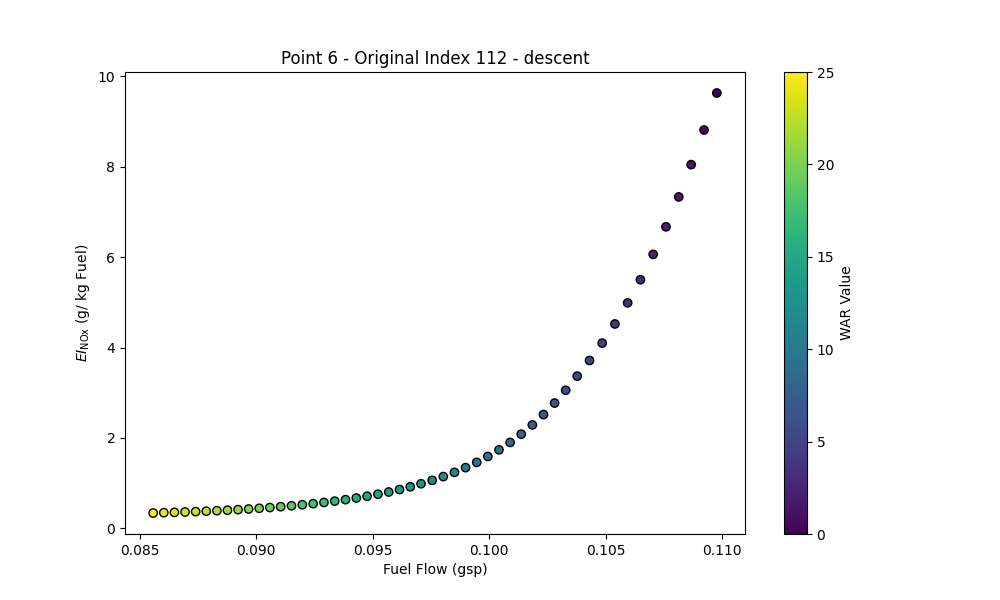 Point 6 - Original Index 112 - descent
10
8
6
4
2
0
EI_NOx (g/ kg Fuel)
0.085 0.090 0.095 0.100 0.105 0.110
Fuel Flow (gsp)
25
20
15
10
5
0
WAR Value